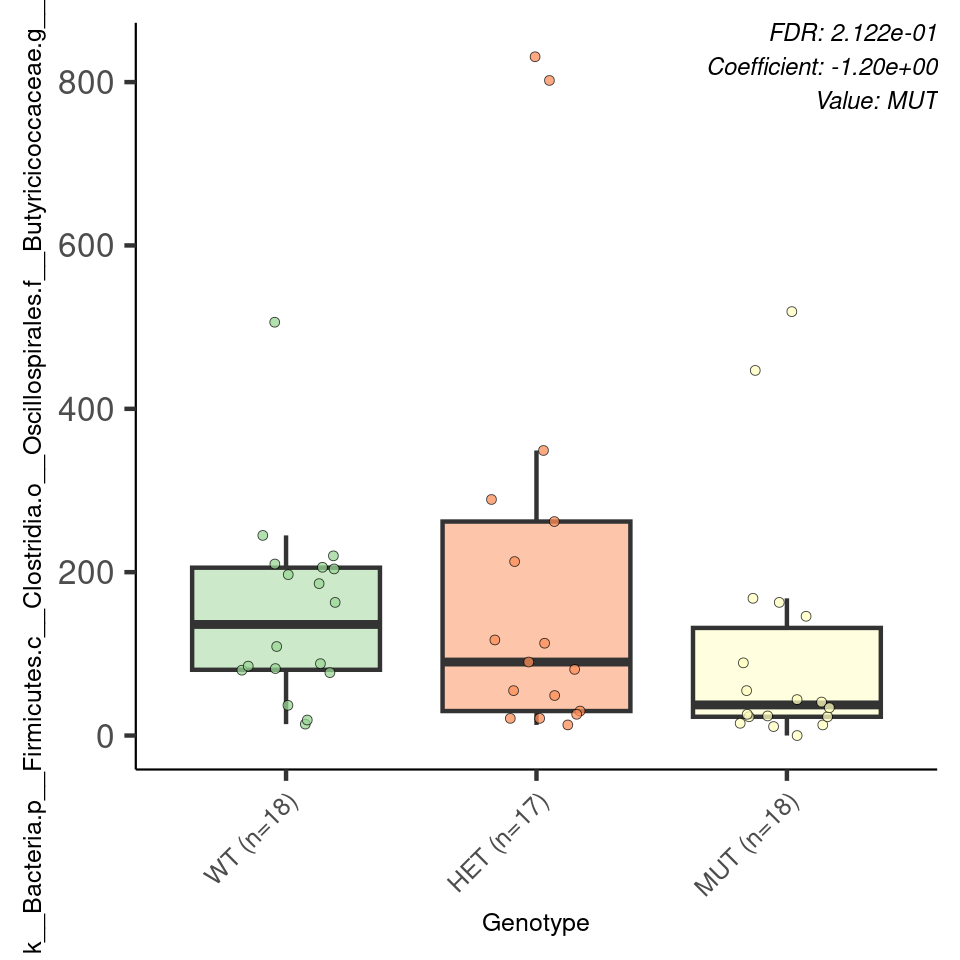 FDR: 2.122e-01
Coefficient: -1.20e+00
Value: MUT
k__Bacteria.p__Firmicutes.c__Clostridia.o__Oscillospirales.f__Butyricicoccaceae.g__
800
600
400
200
0
WT (n=18)
HET (n=17)
MUT (n=18)
Genotype